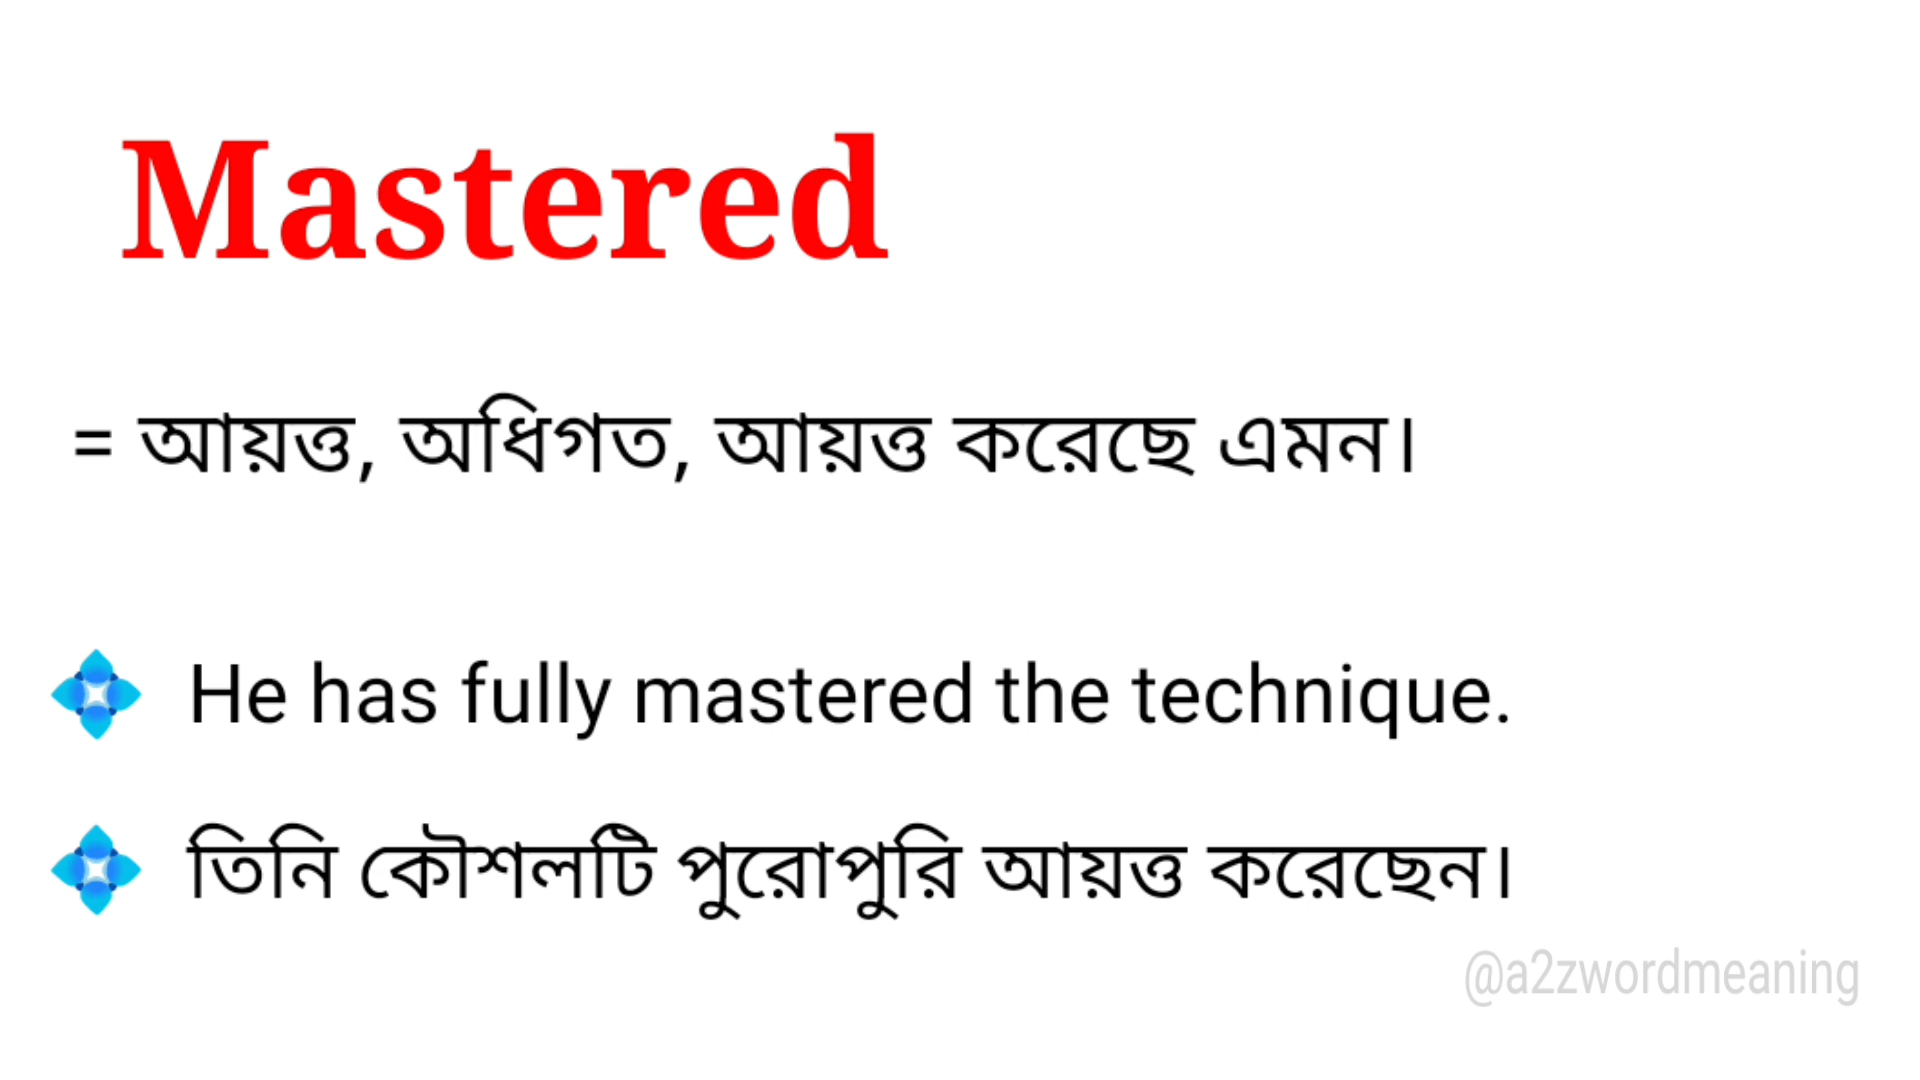 Mastered
= আয়ত্ত, অধিগত, আয়ত্ত করেছে এমন।
💠 He has fully mastered the technique.
💠 তিনি কৌশলটি পুরোপুরি আয়ত্ত করেছেন।
@a2zwordmeaning